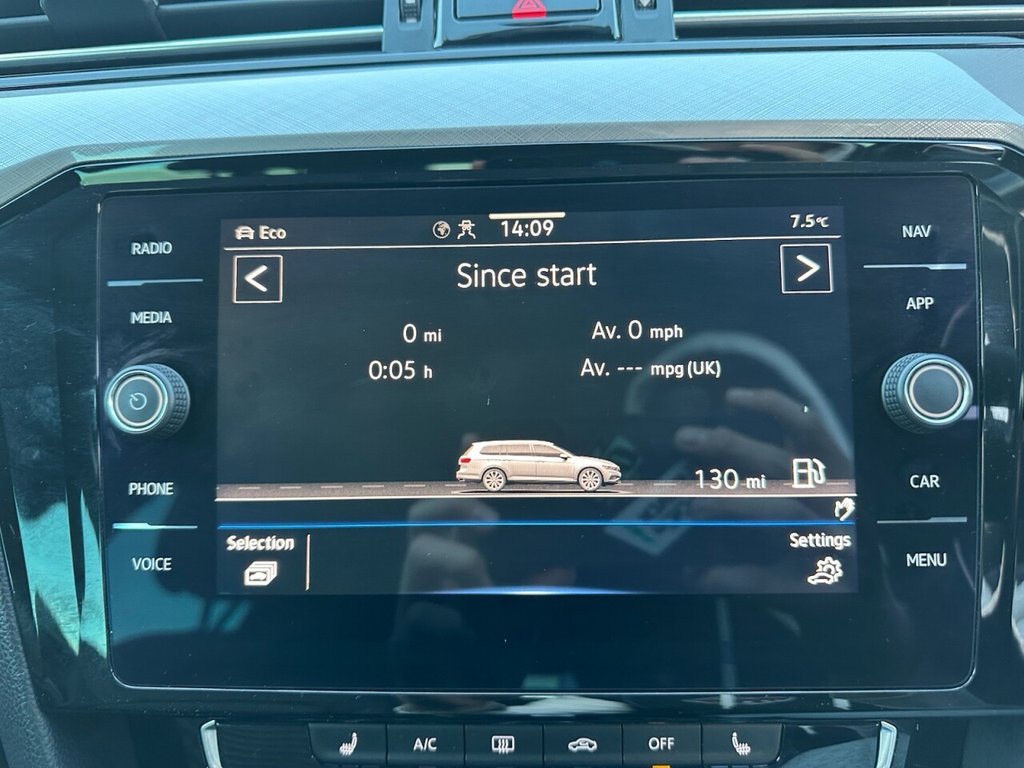 RADIO
MEDIA
PHONE
VOICE
Eco
14:09
7.5°C
<
Since start
>
0 mi
Av. 0 mph
0:05 h
Av. --- mpg (UK)
130 mi
Selection
Settings
NAV
APP
CAR
MENU
A/C
OFF